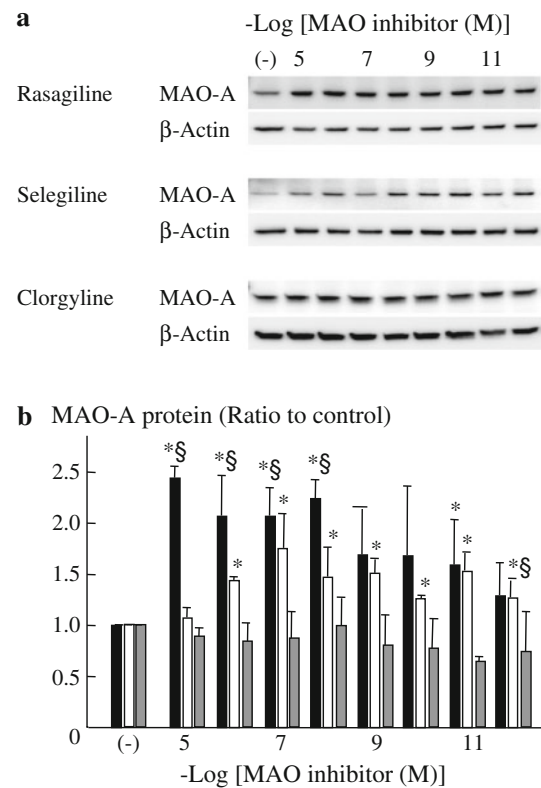 a
-Log [MAO inhibitor (M)]
(-) 5 7 9 11
Rasagiline MAO-A
β-Actin
Selegiline MAO-A
β-Actin
Clorgyline MAO-A
β-Actin
b MAO-A protein (Ratio to control)
2.5
2.0
1.5
1.0
0.5
0
*§ *§ *§ *§ * *
* * * * * * *§
(-) 5 7 9 11
-Log [MAO inhibitor (M)]